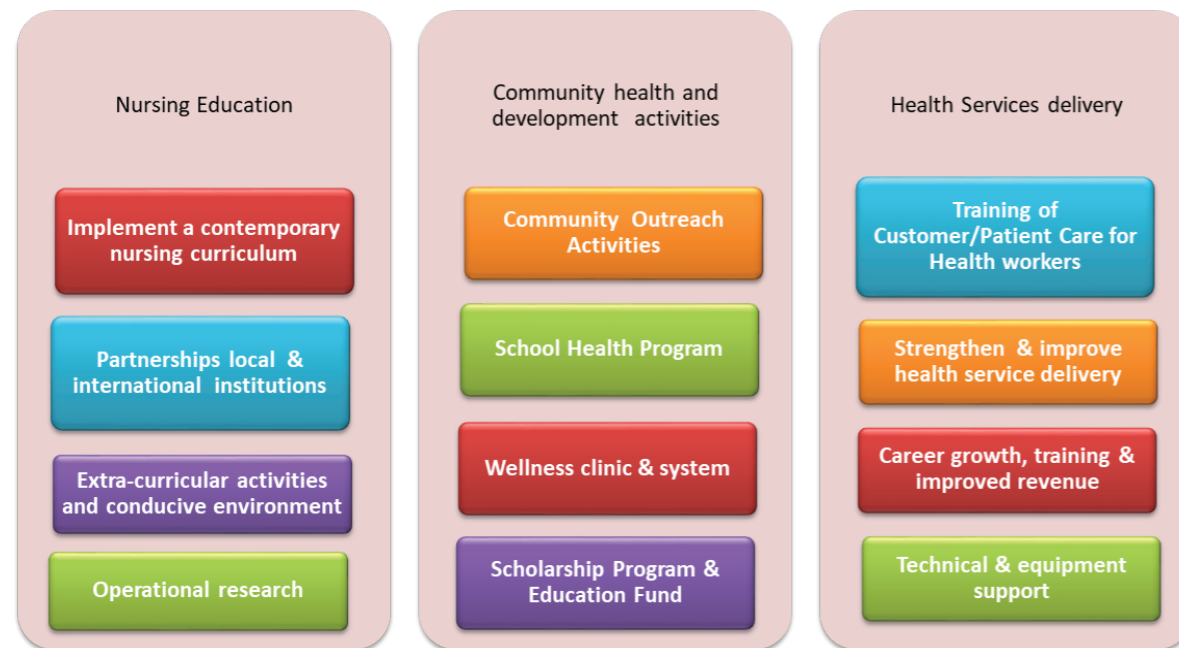 Nursing Education
Implement a contemporary
nursing curriculum
Partnerships local &
international institutions
Extra-curricular activities
and conducive environment
Operational research
Community health and
development activities
Community Outreach
Activities
School Health Program
Wellness clinic & system
Scholarship Program &
Education Fund
Health Services delivery
Training of
Customer/Patient Care for
Health workers
Strengthen & improve
health service delivery
Career growth, training &
improved revenue
Technical & equipment
support